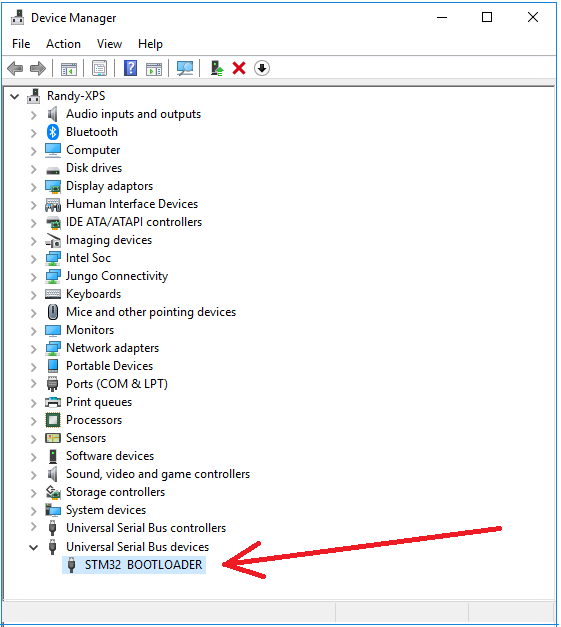 Device Manager
File Action View Help
Randy-XPS
Audio inputs and outputs
Bluetooth
Computer
Disk drives
Display adaptors
Human Interface Devices
IDE ATA/ATAPI controllers
Imaging devices
Intel Soc
Jungo Connectivity
Keyboards
Mice and other pointing devices
Monitors
Network adapters
Portable Devices
Ports (COM & LPT)
Print queues
Processors
Sensors
Software devices
Sound, video and game controllers
Storage controllers
System devices
Universal Serial Bus controllers
Universal Serial Bus devices
STM32 BOOTLOADER